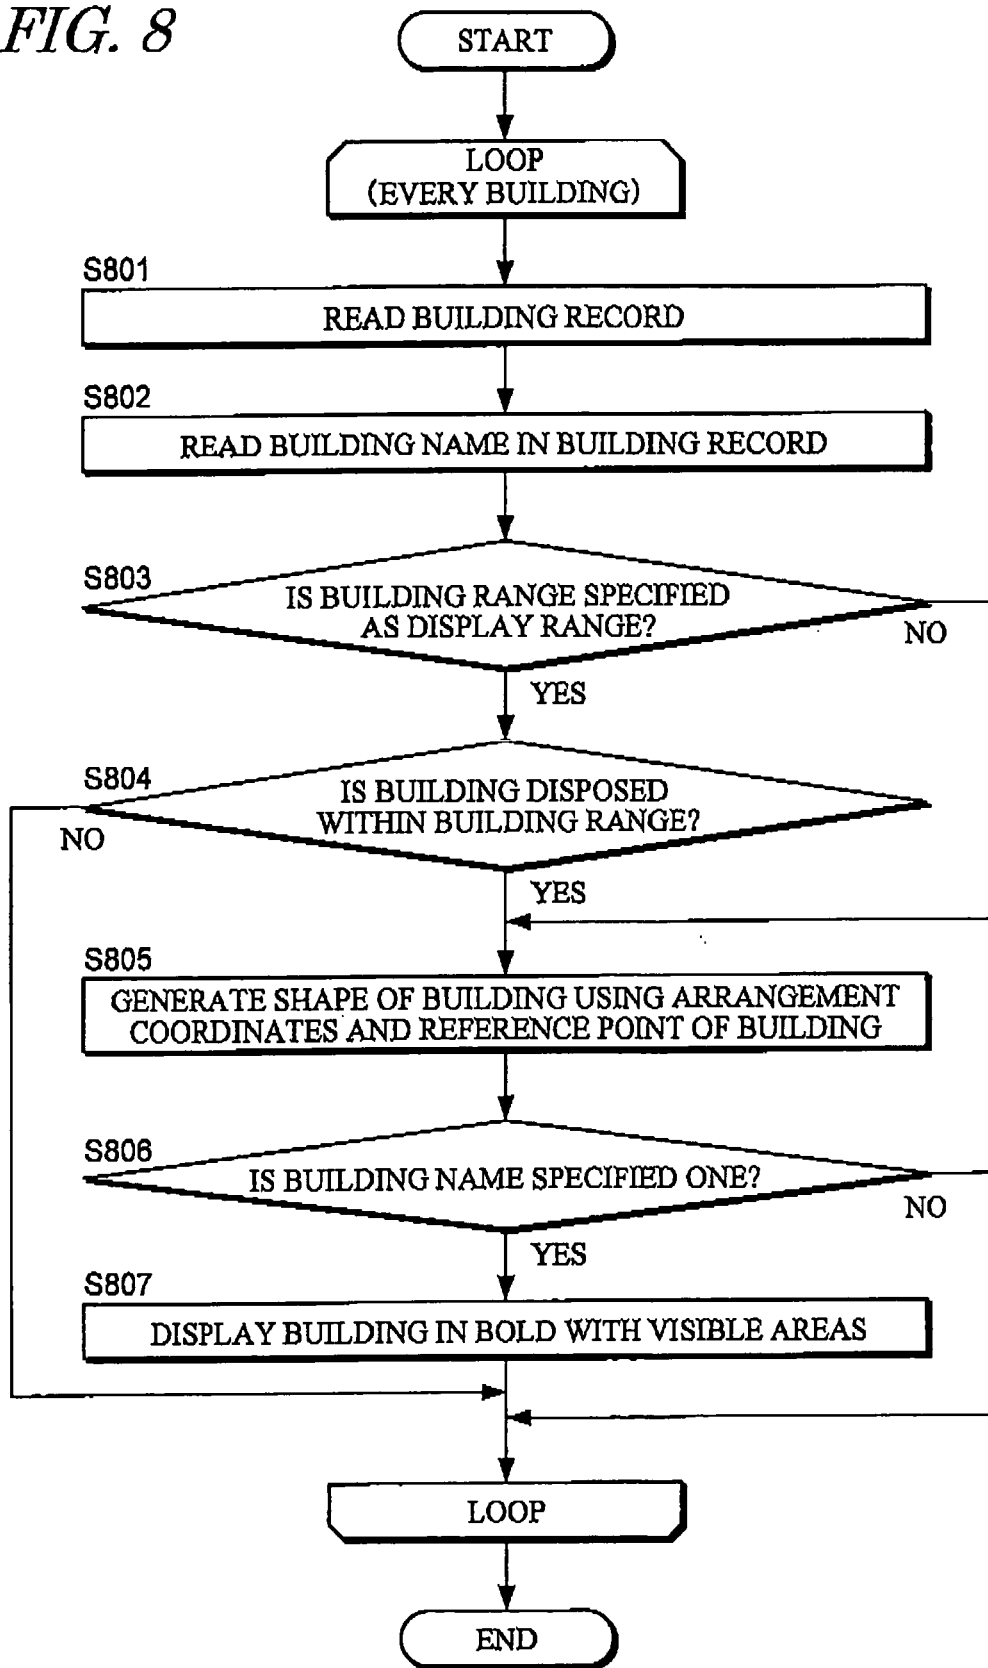 FIG. 8
START
LOOP
(EVERY BUILDING)
S801
READ BUILDING RECORD
S802
READ BUILDING NAME IN BUILDING RECORD
S803
IS BUILDING RANGE SPECIFIED
AS DISPLAY RANGE?
NO
YES
S804
IS BUILDING DISPOSED
WITHIN BUILDING RANGE?
NO
YES
S805
GENERATE SHAPE OF BUILDING USING ARRANGEMENT
COORDINATES AND REFERENCE POINT OF BUILDING
S806
IS BUILDING NAME SPECIFIED ONE?
NO
YES
S807
DISPLAY BUILDING IN BOLD WITH VISIBLE AREAS
LOOP
END